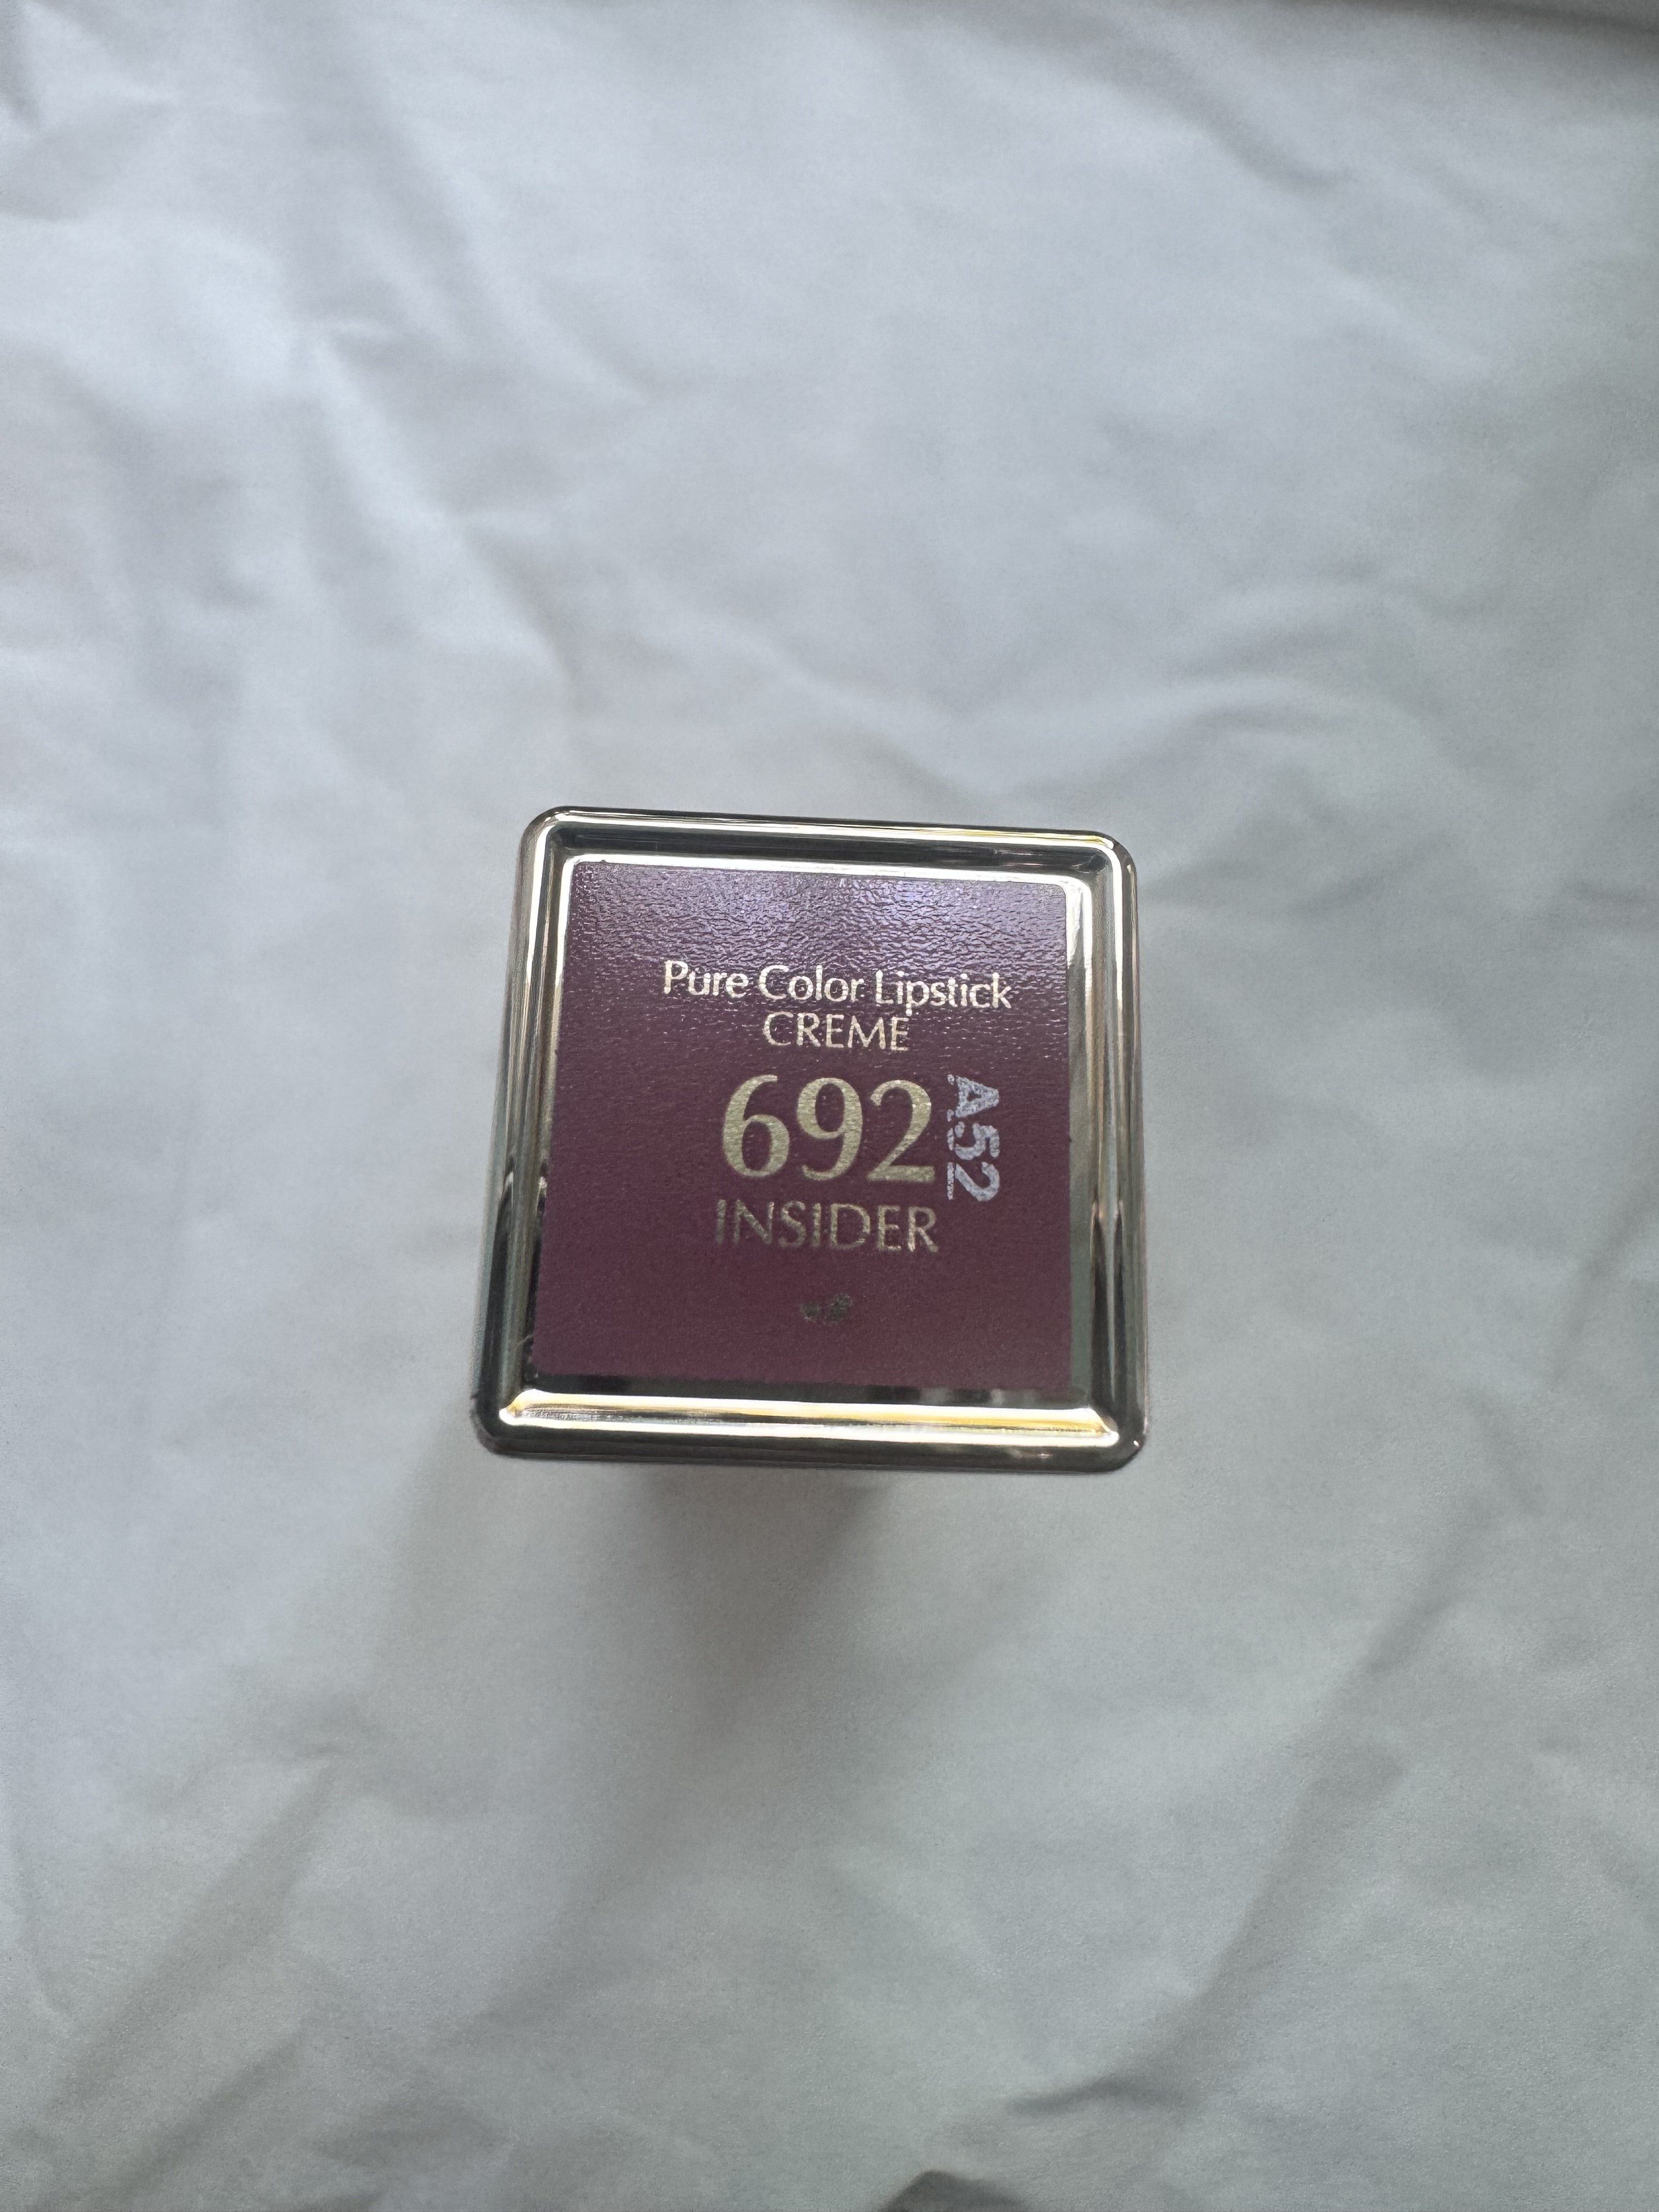 Pure Color Lipstick
CREME
692
A52
INSIDER